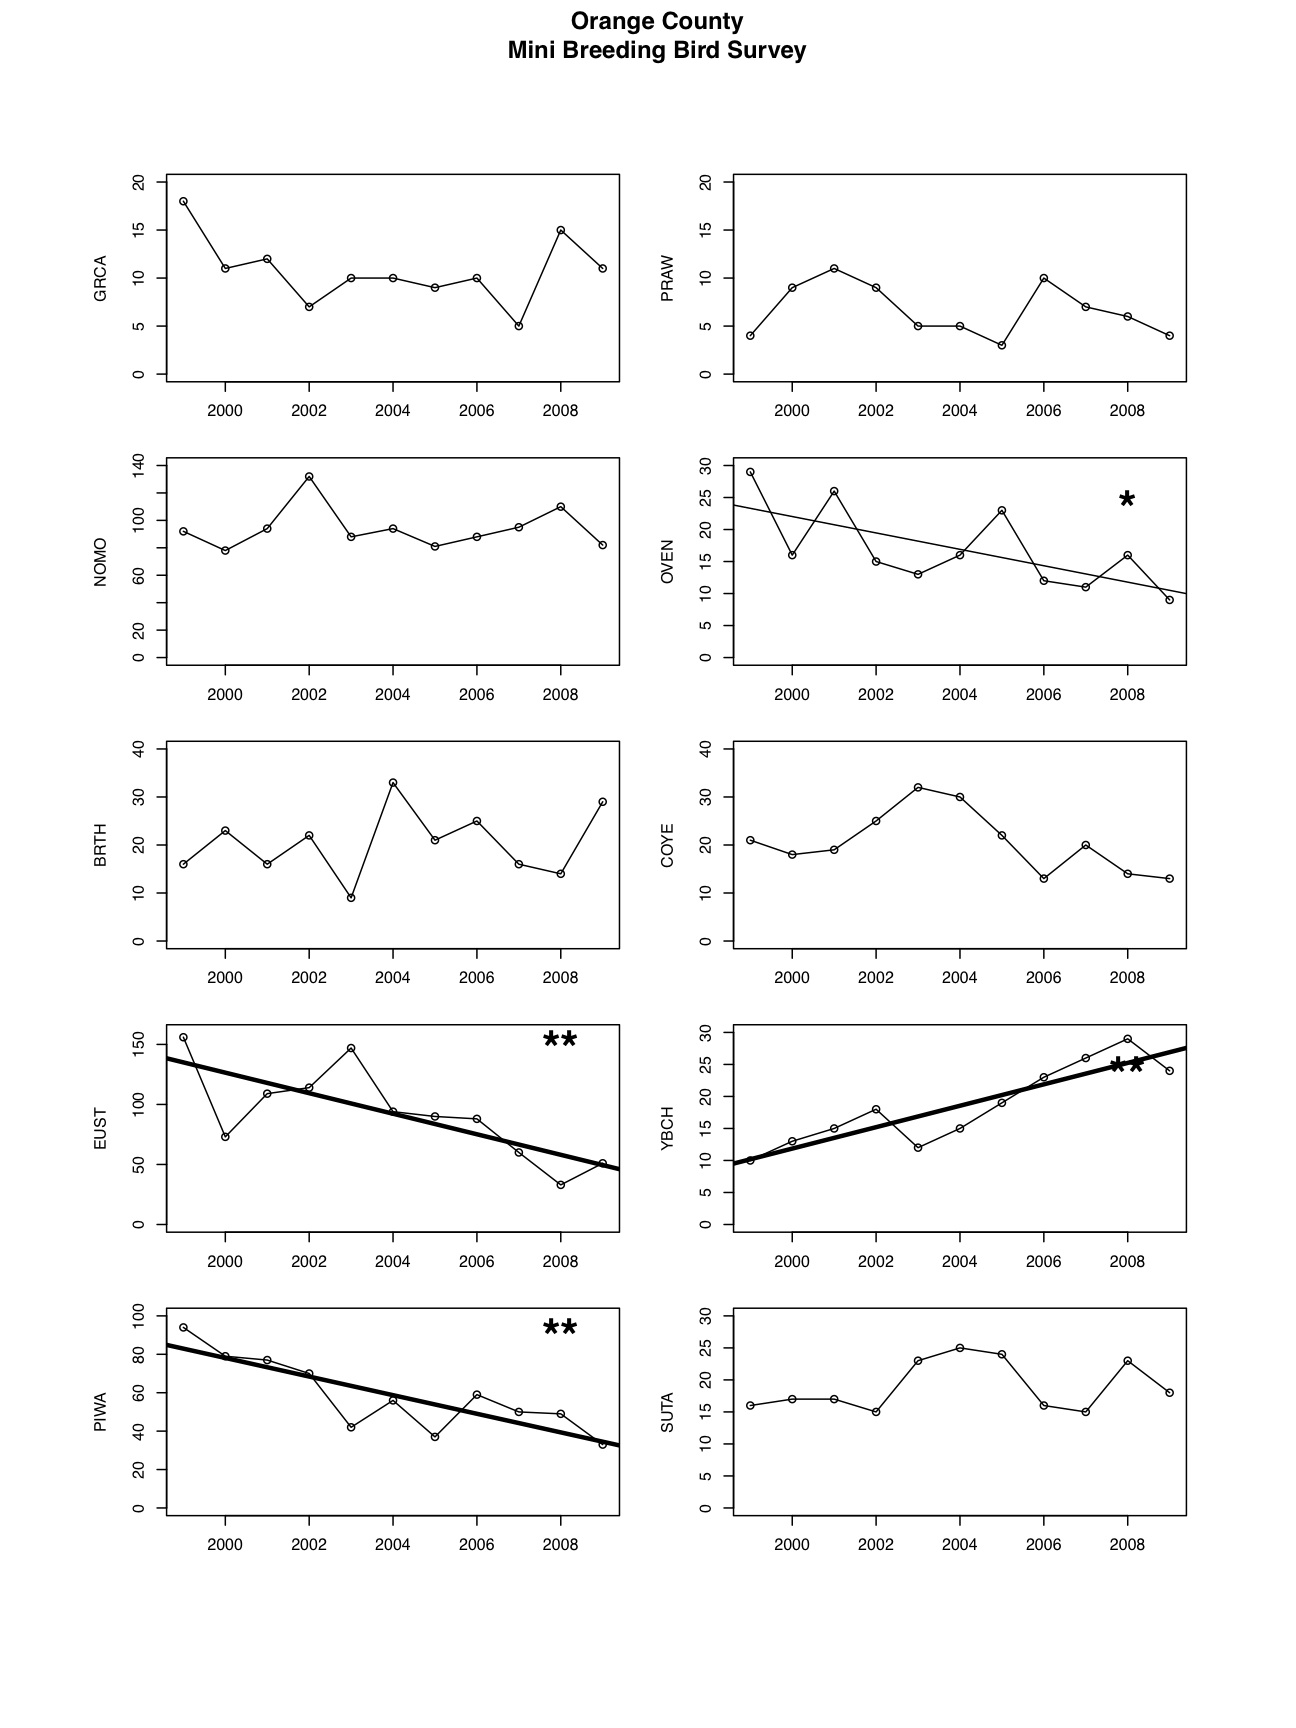 Orange County
Mini Breeding Bird Survey
GRCA
0 5 10 15 20
2000 2002 2004 2006 2008
PRAW
0 5 10 15 20
2000 2002 2004 2006 2008
NOMO
0 20 60 100 140
2000 2002 2004 2006 2008
OVEN
0 5 10 15 20 25 30
*
2000 2002 2004 2006 2008
BRTH
0 10 20 30 40
2000 2002 2004 2006 2008
COYE
0 10 20 30 40
2000 2002 2004 2006 2008
EUST
0 50 100 150
**
2000 2002 2004 2006 2008
YBCH
0 5 10 15 20 25 30
**
2000 2002 2004 2006 2008
PIWA
0 20 40 60 80 100
**
2000 2002 2004 2006 2008
SUTA
0 5 10 15 20 25 30
2000 2002 2004 2006 2008